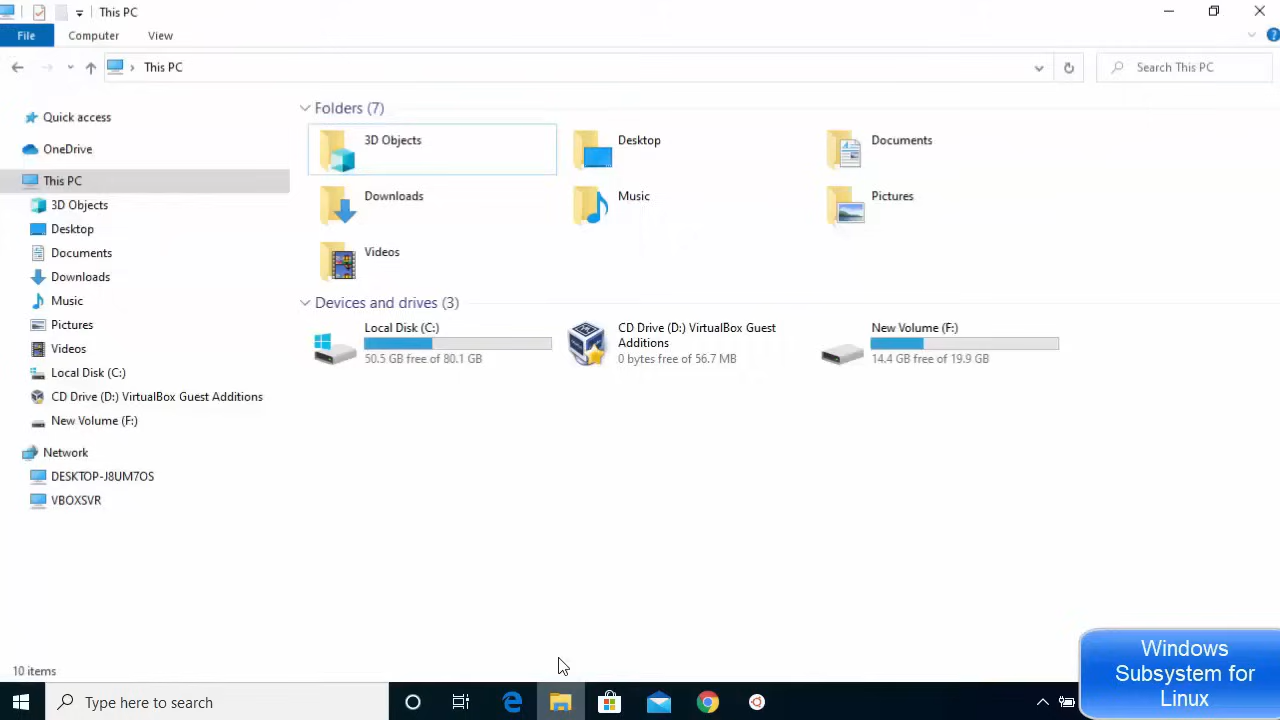 This PC
File Computer View
This PC Search This PC
Quick access
OneDrive
This PC
3D Objects
Desktop
Documents
Downloads
Music
Pictures
Videos
Local Disk (C:)
CD Drive (D:) VirtualBox Guest Additions
New Volume (F:)
Network
DESKTOP-J8UM7OS
VBOXSVR
Folders (7)
3D Objects Desktop Documents
Downloads Music Pictures
Videos
Devices and drives (3)
Local Disk (C:)
50.5 GB free of 80.1 GB
CD Drive (D:) VirtualBox Guest
Additions
0 bytes free of 56.7 MB
New Volume (F:)
14.4 GB free of 19.9 GB
10 items
Type here to search
Windows
Subsystem for
Linux